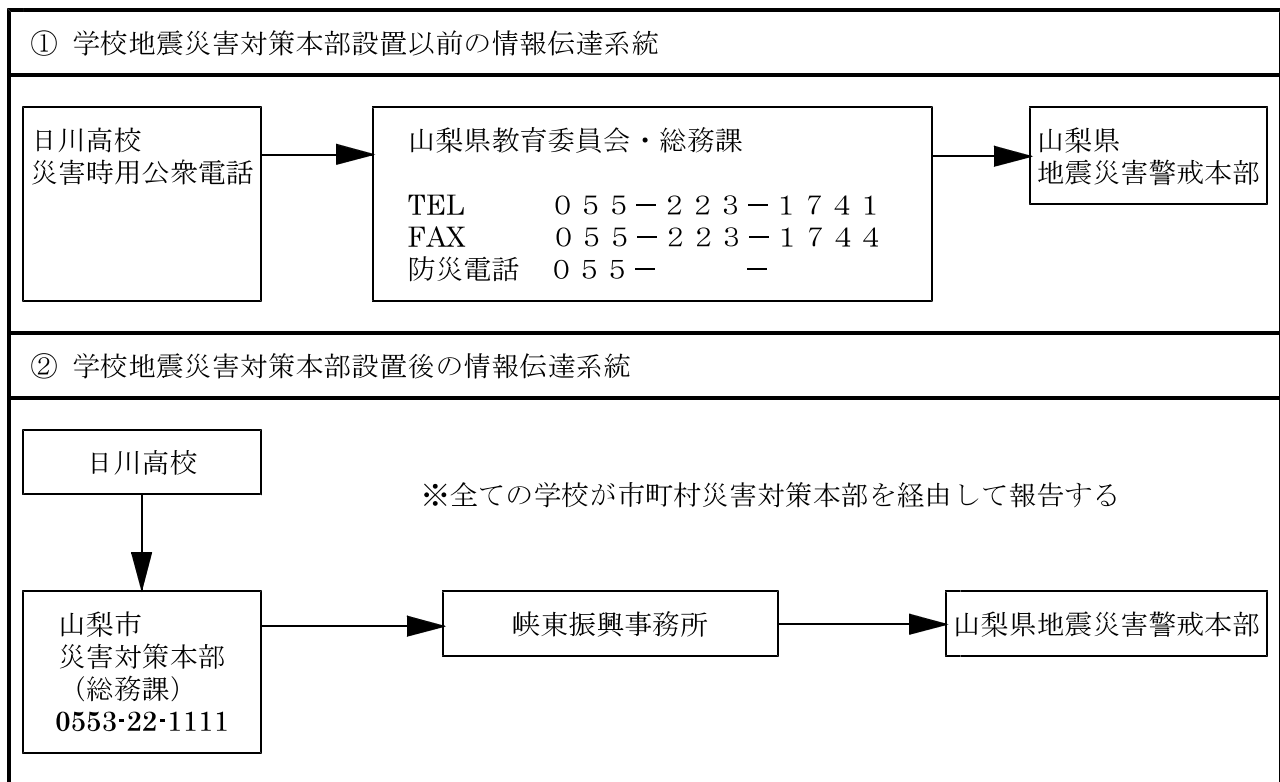 ① 学校地震災害対策本部設置以前の情報伝達系統
日川高校
災害時用公衆電話
山梨県教育委員会・総務課
TEL ０５５－２２３－１７４１
FAX ０５５－２２３－１７４４
防災電話 ０５５－　　－
山梨県
地震災害警戒本部
② 学校地震災害対策本部設置後の情報伝達系統
日川高校
※全ての学校が市町村災害対策本部を経由して報告する
山梨市
災害対策本部
（総務課）
0553-22-1111
峡東振興事務所
山梨県地震災害警戒本部